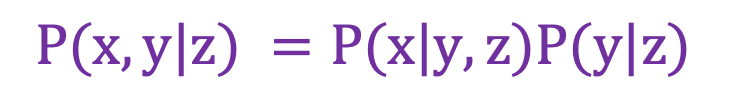 P(x, y|z) = P(x|y, z)P(y|z)